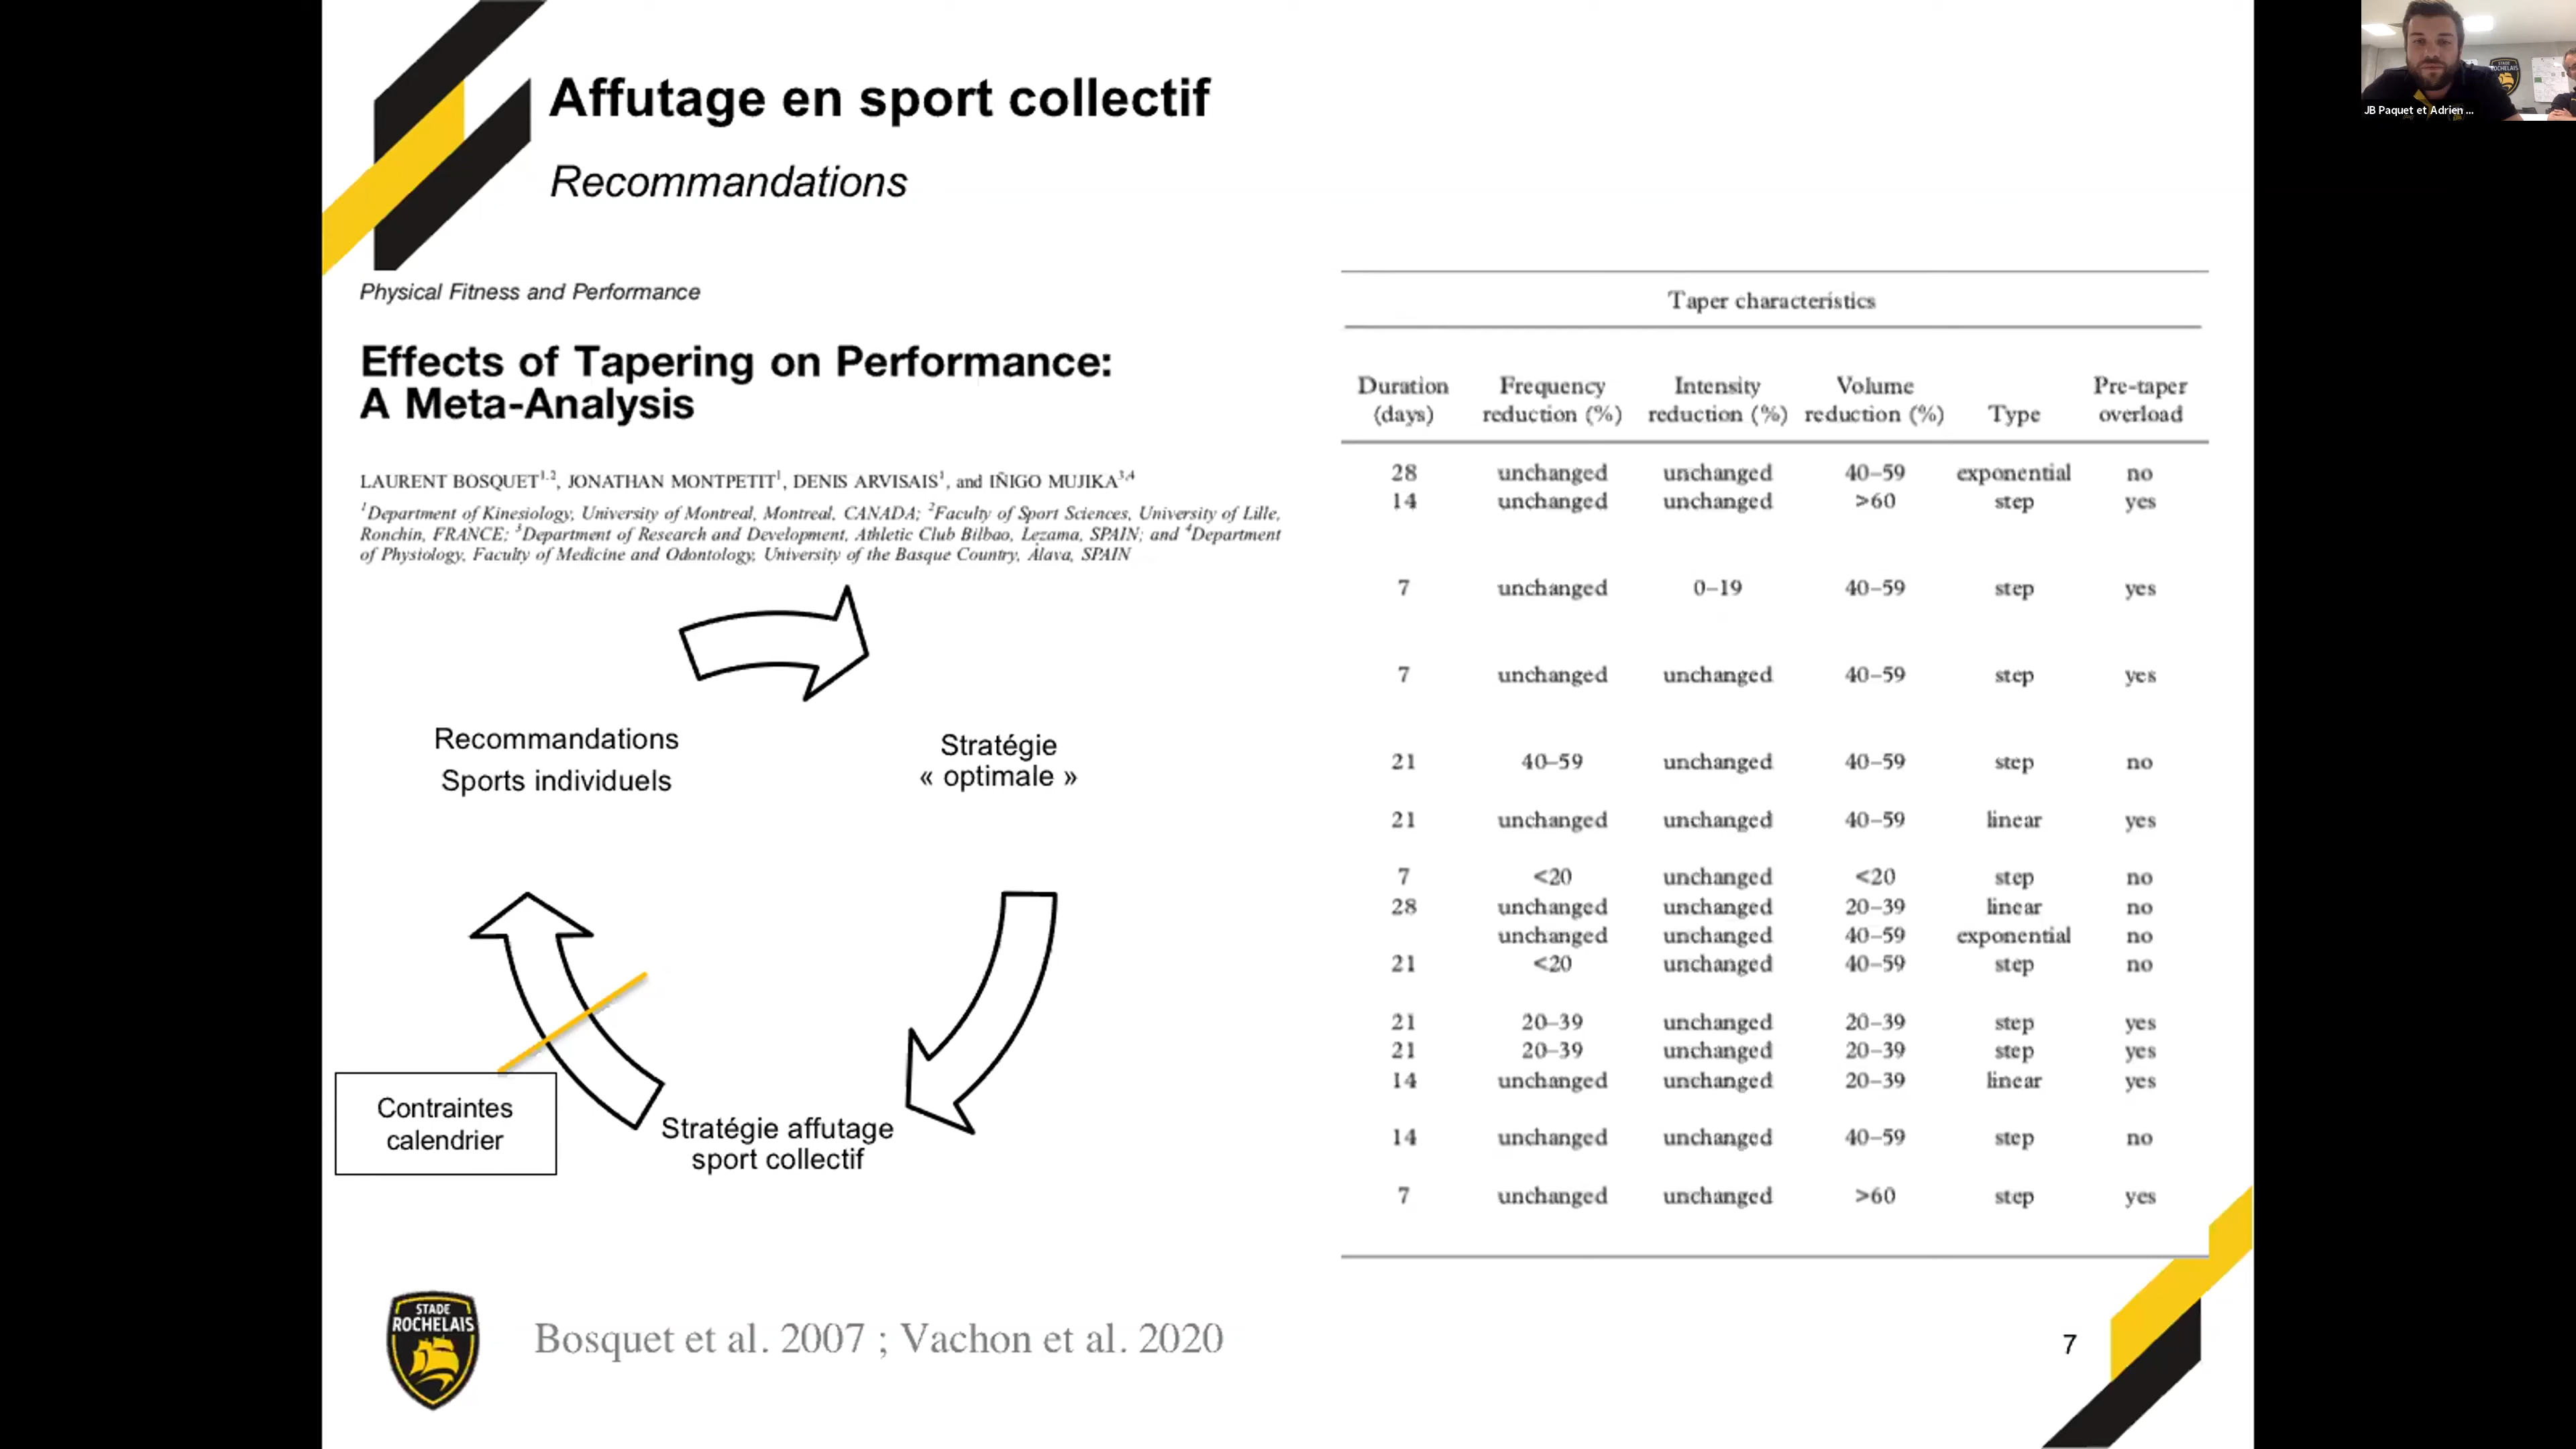 Affutage en sport collectif
Recommandations
Physical Fitness and Performance
Effects of Tapering on Performance:
A Meta-Analysis
LAURENT BOSQUET1,2, JONATHAN MONTPETIT1, DENIS ARVISAIS1, and IÑIGO MUJIKA3,4
1Department of Kinesiology, University of Montreal, Montreal, CANADA; 2Faculty of Sport Sciences, University of Lille,
Ronchin, FRANCE; 3Department of Research and Development, Athletic Club Bilbao, Lezama, SPAIN; and 4Department
of Physiology, Faculty of Medicine and Odontology, University of the Basque Country, Álava, SPAIN
Recommandations
Sports individuels
Stratégie
« optimale »
Contraintes
calendrier
Stratégie affutage
sport collectif
Taper characteristics
Duration Frequency Intensity Volume Pre-taper
(days) reduction (%) reduction (%) reduction (%) Type overload
28 unchanged unchanged 40–59 exponential no
14 unchanged unchanged >60 step yes
7 unchanged 0–19 40–59 step yes
7 unchanged unchanged 40–59 step yes
21 40–59 unchanged 40–59 step no
21 unchanged unchanged 40–59 linear yes
7 <20 unchanged <20 step no
28 unchanged unchanged 20–39 linear no
unchanged unchanged 40–59 exponential no
21 <20 unchanged 40–59 step no
21 20–39 unchanged 20–39 step yes
21 20–39 unchanged 20–39 step yes
14 unchanged unchanged 20–39 linear yes
14 unchanged unchanged 40–59 step no
7 unchanged unchanged >60 step yes
STADE
ROCHELAIS
Bosquet et al. 2007 ; Vachon et al. 2020
7
JB Paquet et Adrien ...